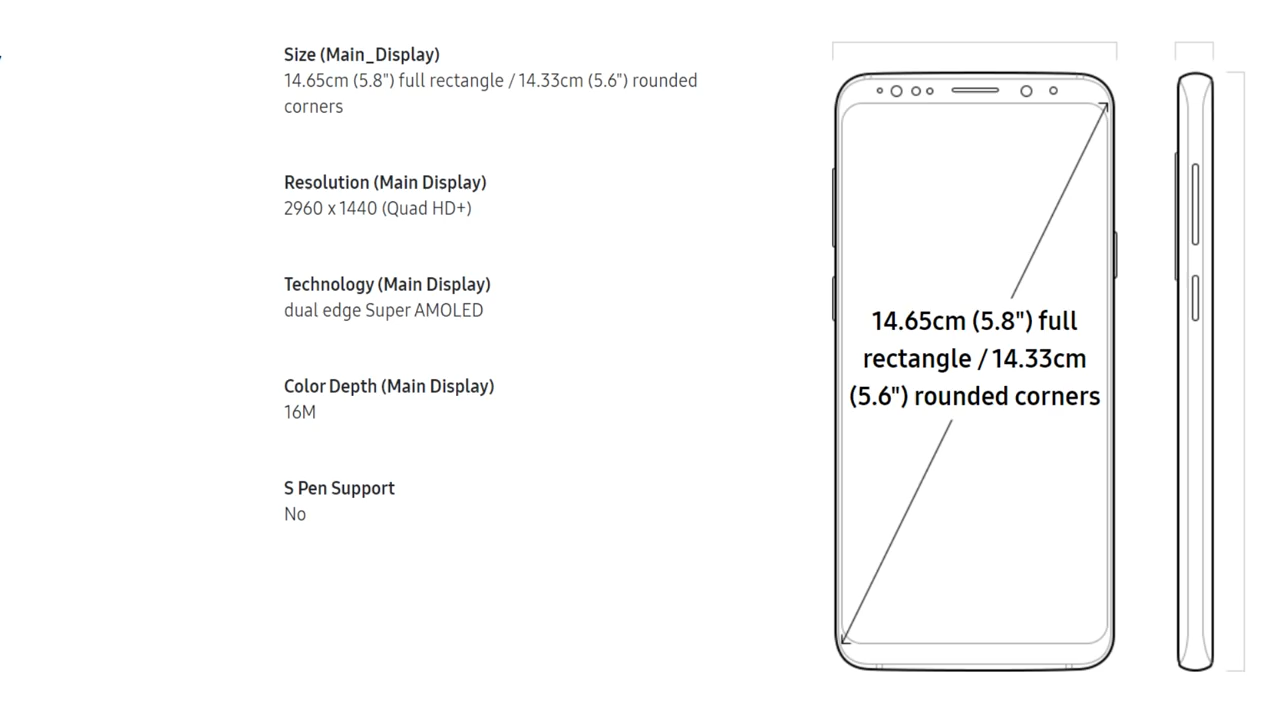 Size (Main_Display)
14.65cm (5.8") full rectangle / 14.33cm (5.6") rounded
corners
Resolution (Main Display)
2960 x 1440 (Quad HD+)
Technology (Main Display)
dual edge Super AMOLED
Color Depth (Main Display)
16M
S Pen Support
No
14.65cm (5.8") full
rectangle / 14.33cm
(5.6") rounded corners